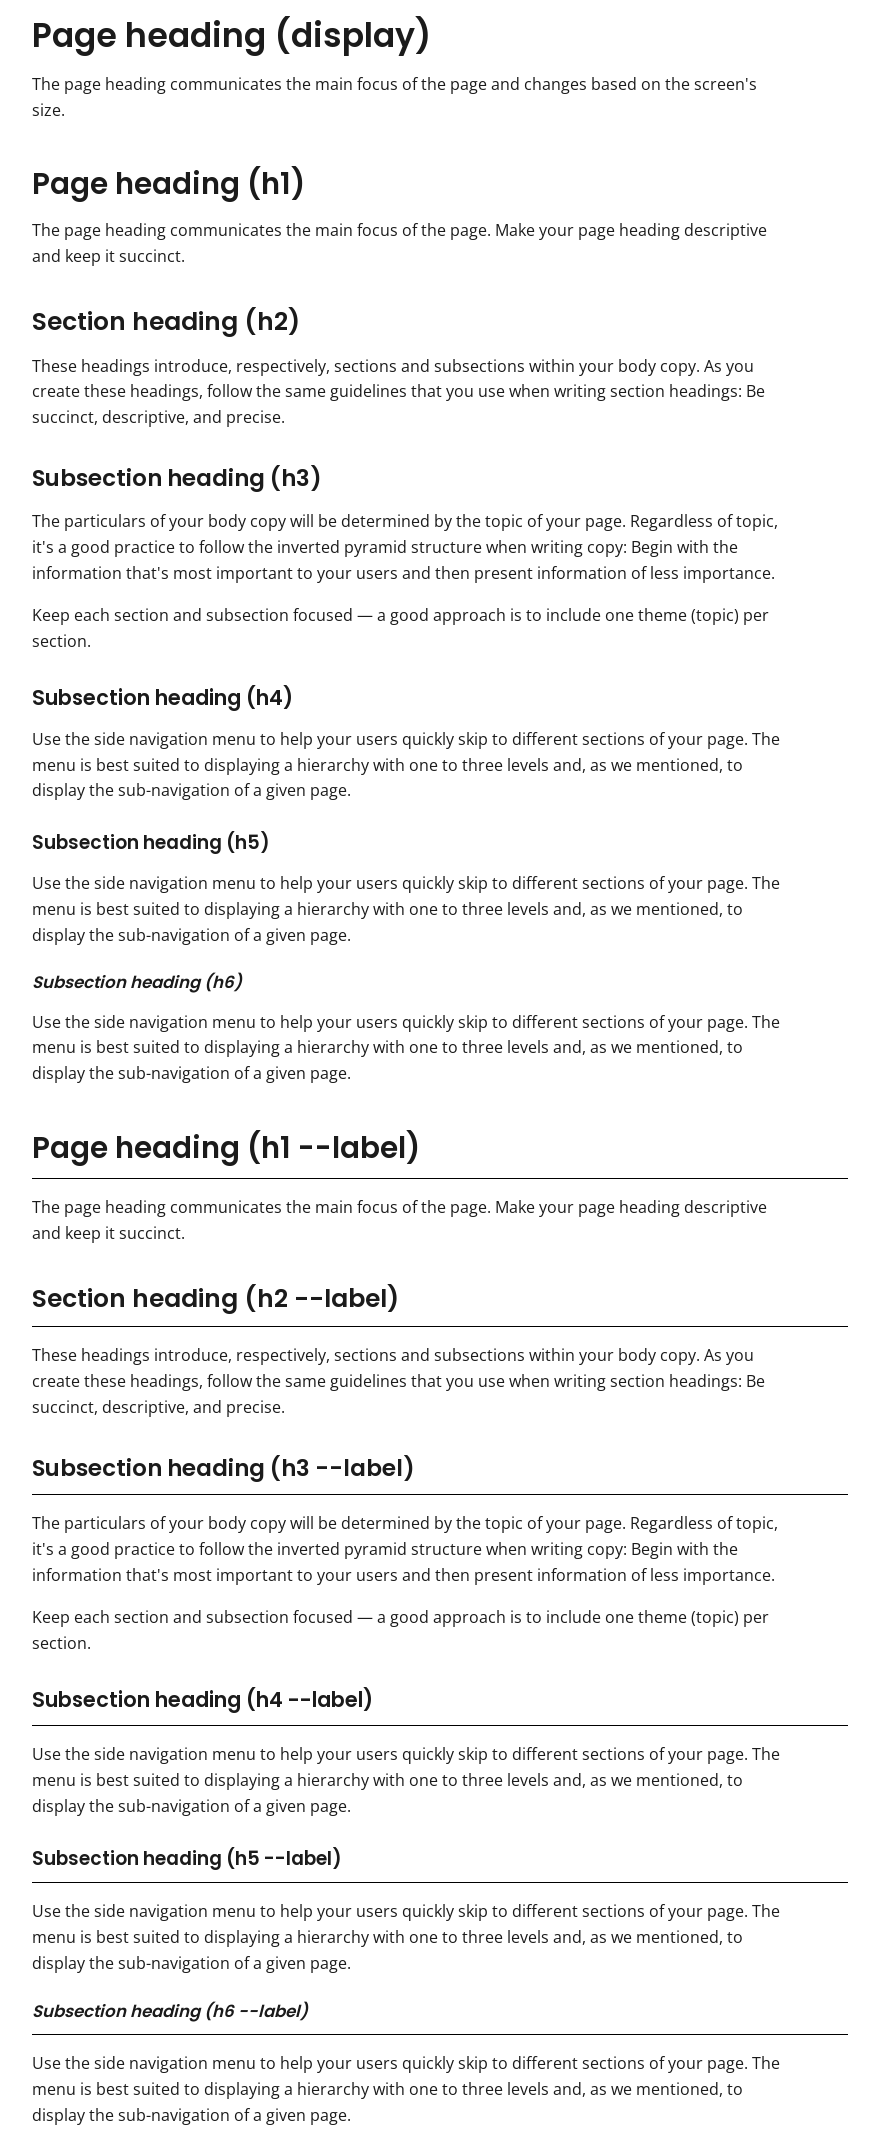 Page heading (display)
The page heading communicates the main focus of the page and changes based on the screen's
size.
Page heading (h1)
The page heading communicates the main focus of the page. Make your page heading descriptive
and keep it succinct.
Section heading (h2)
These headings introduce, respectively, sections and subsections within your body copy. As you
create these headings, follow the same guidelines that you use when writing section headings: Be
succinct, descriptive, and precise.
Subsection heading (h3)
The particulars of your body copy will be determined by the topic of your page. Regardless of topic,
it's a good practice to follow the inverted pyramid structure when writing copy: Begin with the
information that's most important to your users and then present information of less importance.
Keep each section and subsection focused — a good approach is to include one theme (topic) per
section.
Subsection heading (h4)
Use the side navigation menu to help your users quickly skip to different sections of your page. The
menu is best suited to displaying a hierarchy with one to three levels and, as we mentioned, to
display the sub-navigation of a given page.
Subsection heading (h5)
Use the side navigation menu to help your users quickly skip to different sections of your page. The
menu is best suited to displaying a hierarchy with one to three levels and, as we mentioned, to
display the sub-navigation of a given page.
Subsection heading (h6)
Use the side navigation menu to help your users quickly skip to different sections of your page. The
menu is best suited to displaying a hierarchy with one to three levels and, as we mentioned, to
display the sub-navigation of a given page.
Page heading (h1 --label)
The page heading communicates the main focus of the page. Make your page heading descriptive
and keep it succinct.
Section heading (h2 --label)
These headings introduce, respectively, sections and subsections within your body copy. As you
create these headings, follow the same guidelines that you use when writing section headings: Be
succinct, descriptive, and precise.
Subsection heading (h3 --label)
The particulars of your body copy will be determined by the topic of your page. Regardless of topic,
it's a good practice to follow the inverted pyramid structure when writing copy: Begin with the
information that's most important to your users and then present information of less importance.
Keep each section and subsection focused — a good approach is to include one theme (topic) per
section.
Subsection heading (h4 --label)
Use the side navigation menu to help your users quickly skip to different sections of your page. The
menu is best suited to displaying a hierarchy with one to three levels and, as we mentioned, to
display the sub-navigation of a given page.
Subsection heading (h5 --label)
Use the side navigation menu to help your users quickly skip to different sections of your page. The
menu is best suited to displaying a hierarchy with one to three levels and, as we mentioned, to
display the sub-navigation of a given page.
Subsection heading (h6 --label)
Use the side navigation menu to help your users quickly skip to different sections of your page. The
menu is best suited to displaying a hierarchy with one to three levels and, as we mentioned, to
display the sub-navigation of a given page.